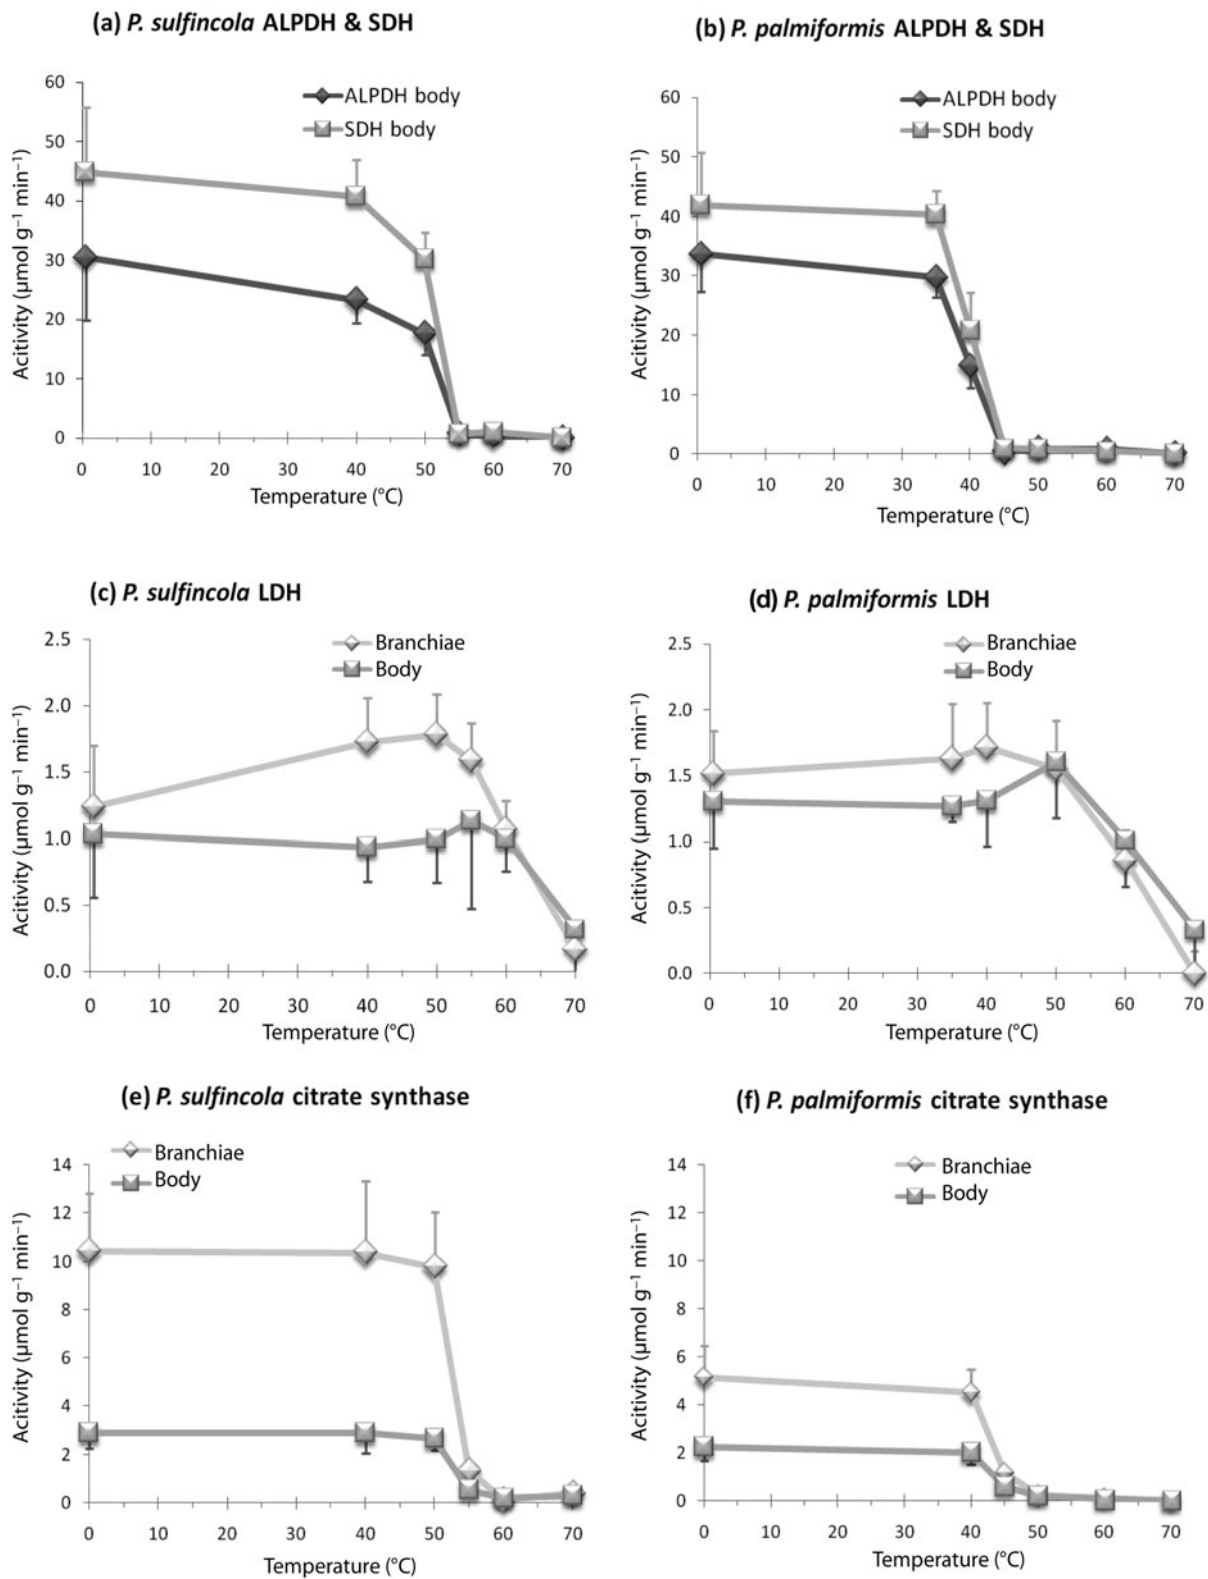 (a) P. sulfincola ALPDH & SDH
60
50
40
30
20
10
0
Acitivity (µmol g⁻¹ min⁻¹)
ALPDH body
SDH body
0 10 20 30 40 50 60 70
Temperature (°C)
(b) P. palmiformis ALPDH & SDH
60
50
40
30
20
10
0
Acitivity (µmol g⁻¹ min⁻¹)
ALPDH body
SDH body
0 10 20 30 40 50 60 70
Temperature (°C)
(c) P. sulfincola LDH
2.5
2.0
1.5
1.0
0.5
0.0
Acitivity (µmol g⁻¹ min⁻¹)
Branchiae
Body
0 10 20 30 40 50 60 70
Temperature (°C)
(d) P. palmiformis LDH
2.5
2.0
1.5
1.0
0.5
0.0
Acitivity (µmol g⁻¹ min⁻¹)
Branchiae
Body
0 10 20 30 40 50 60 70
Temperature (°C)
(e) P. sulfincola citrate synthase
14
12
10
8
6
4
2
0
Acitivity (µmol g⁻¹ min⁻¹)
Branchiae
Body
0 10 20 30 40 50 60 70
Temperature (°C)
(f) P. palmiformis citrate synthase
14
12
10
8
6
4
2
0
Acitivity (µmol g⁻¹ min⁻¹)
Branchiae
Body
0 10 20 30 40 50 60 70
Temperature (°C)